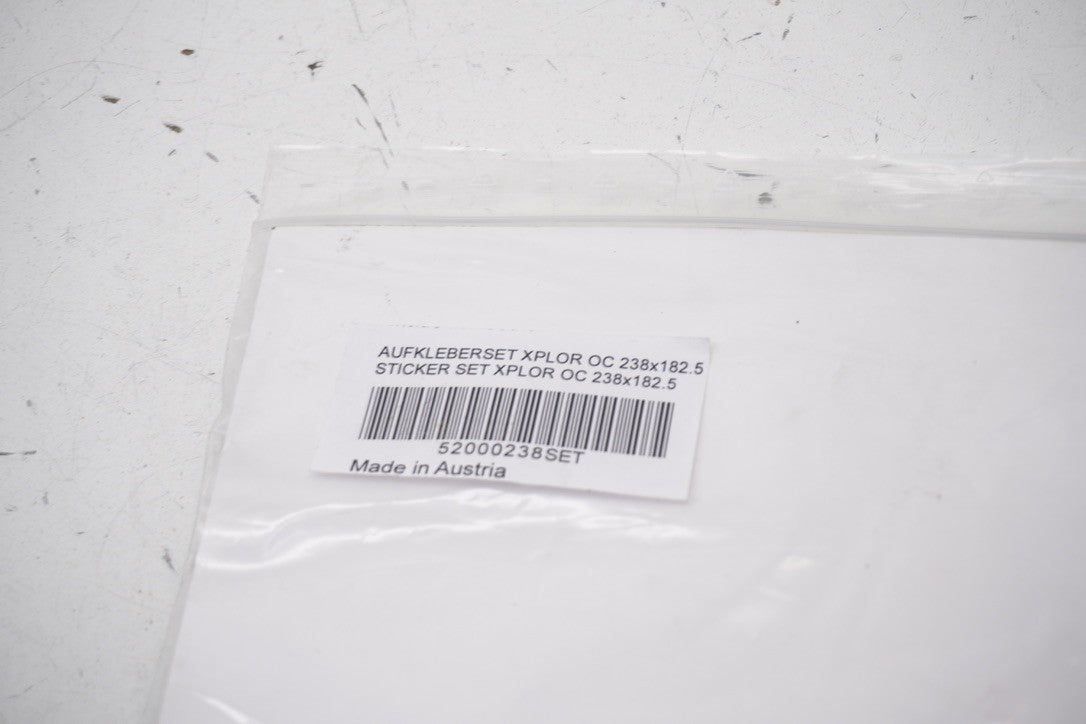 AUFKLEBERSET XPLOR OC 238x182.5
STICKER SET XPLOR OC 238x182.5
52000238SET
Made in Austria